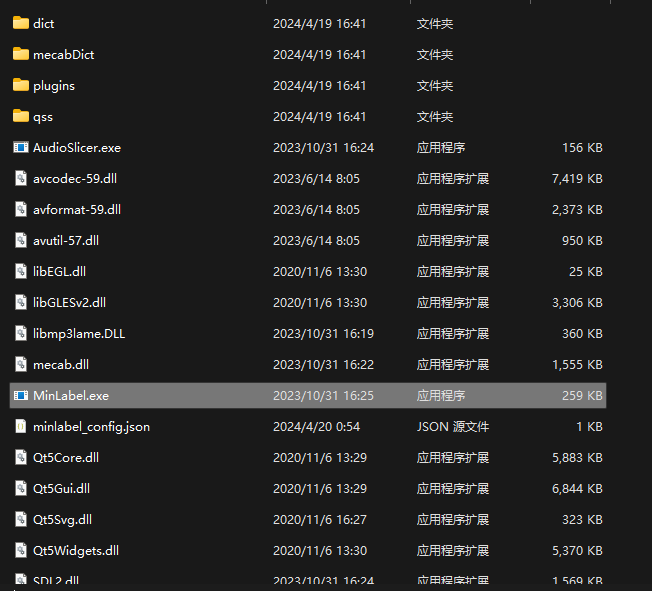 dict 2024/4/19 16:41 文件夹
mecabDict 2024/4/19 16:41 文件夹
plugins 2024/4/19 16:41 文件夹
qss 2024/4/19 16:41 文件夹
AudioSlicer.exe 2023/10/31 16:24 应用程序 156 KB
avcodec-59.dll 2023/6/14 8:05 应用程序扩展 7,419 KB
avformat-59.dll 2023/6/14 8:05 应用程序扩展 2,373 KB
avutil-57.dll 2023/6/14 8:05 应用程序扩展 950 KB
libEGL.dll 2020/11/6 13:30 应用程序扩展 25 KB
libGLESv2.dll 2020/11/6 13:30 应用程序扩展 3,306 KB
libmp3lame.DLL 2023/10/31 16:19 应用程序扩展 360 KB
mecab.dll 2023/10/31 16:22 应用程序扩展 1,555 KB
MinLabel.exe 2023/10/31 16:25 应用程序 259 KB
minlabel_config.json 2024/4/20 0:54 JSON 源文件 1 KB
Qt5Core.dll 2020/11/6 13:29 应用程序扩展 5,883 KB
Qt5Gui.dll 2020/11/6 13:29 应用程序扩展 6,844 KB
Qt5Svg.dll 2020/11/6 16:27 应用程序扩展 323 KB
Qt5Widgets.dll 2020/11/6 13:30 应用程序扩展 5,370 KB
SDL2.dll 2023/10/31 16:24 应用程序扩展 1,569 KB